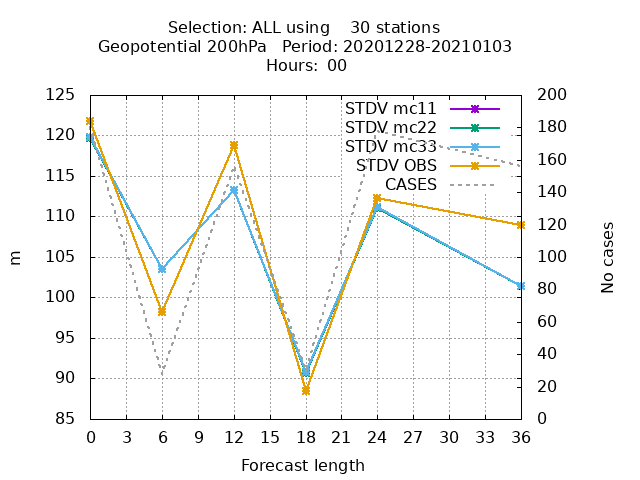 Selection: ALL using    30 stations
Geopotential 200hPa   Period: 20201228-20210103
Hours:  00
125
120
115
110
105
100
95
90
85
m
STDV mc11
STDV mc22
STDV mc33
STDV OBS
CASES
200
180
160
140
120
100
80
60
40
20
0
No cases
0 3 6 9 12 15 18 21 24 27 30 33 36
Forecast length